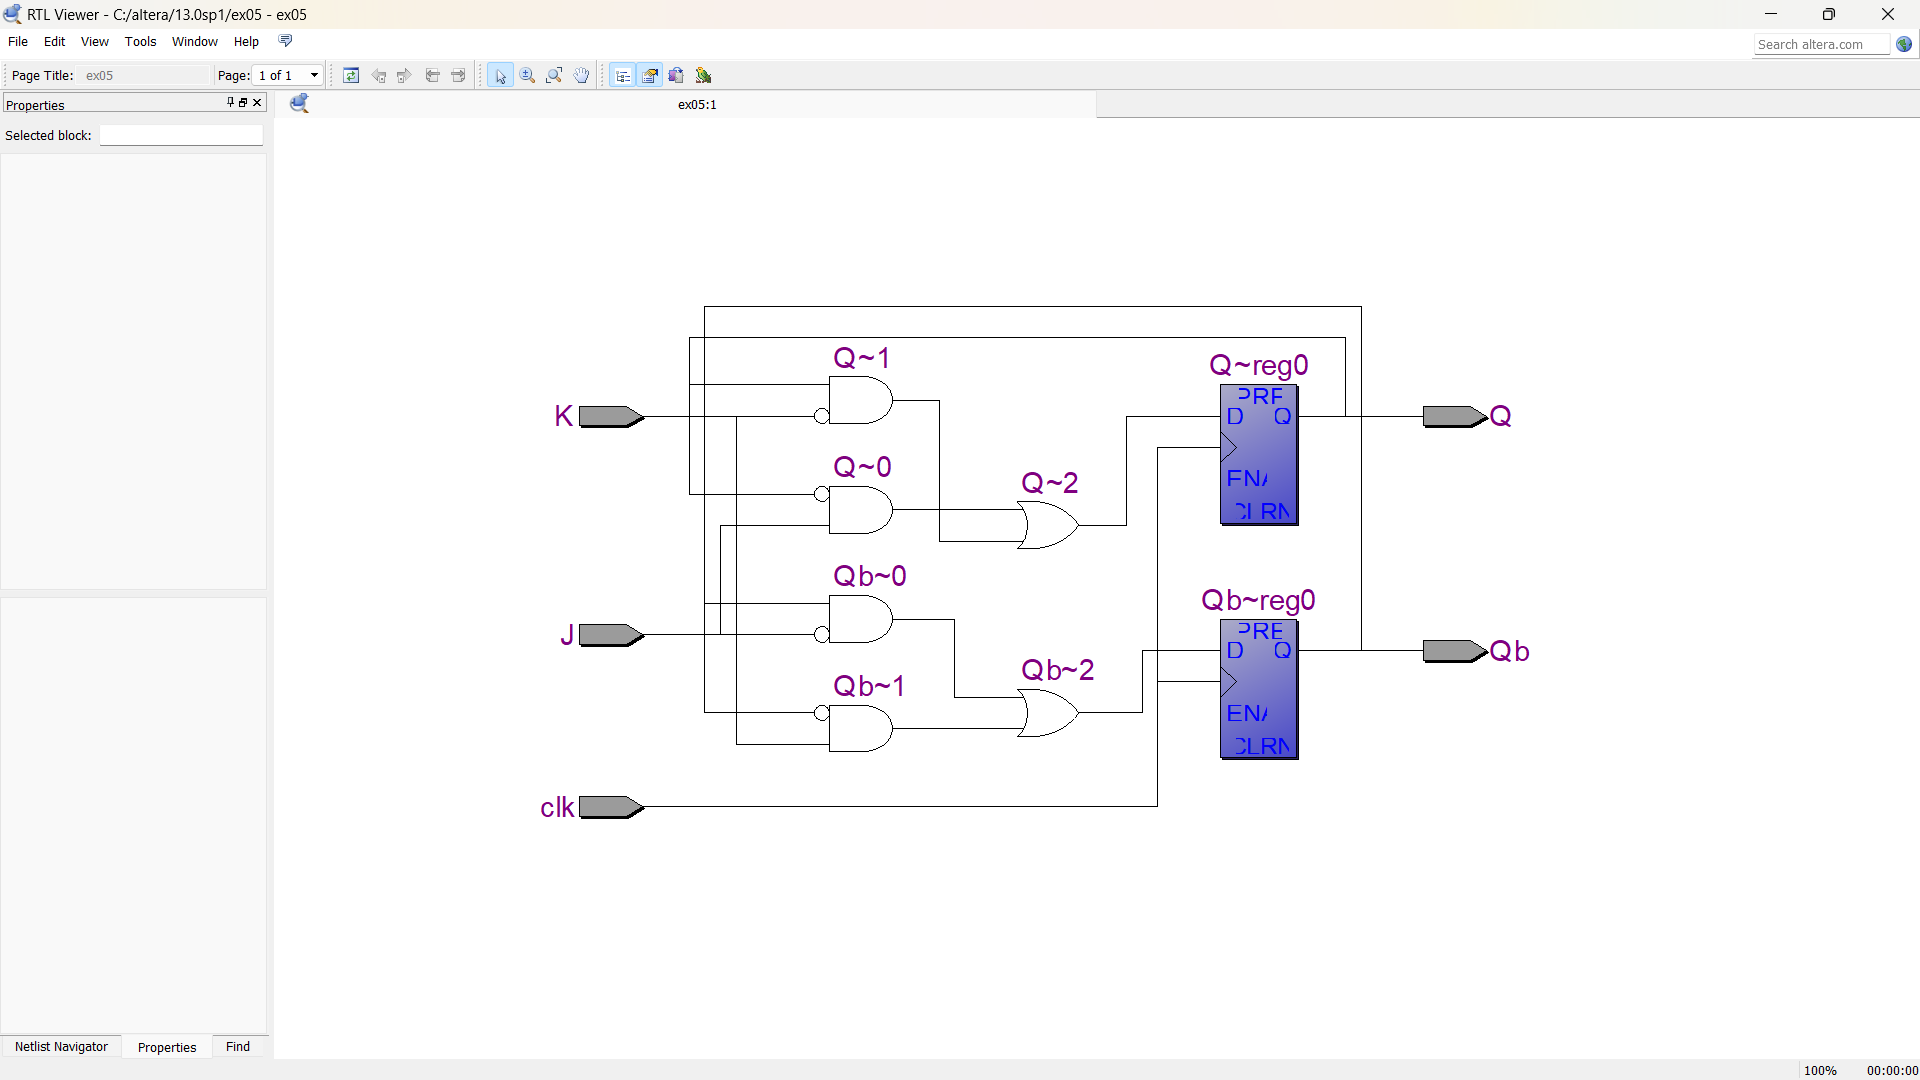 RTL Viewer - C:/altera/13.0sp1/ex05 - ex05
File Edit View Tools Window Help
Search altera.com
Page Title: ex05 Page: 1 of 1
Properties
ex05:1
Selected block:
Q~1
Q~reg0
PRE
K
D Q
Q
Q~0
Q~2
ENA
CLRN
Qb~0
Qb~reg0
PRE
J
D Q
Qb
Qb~2
Qb~1
ENA
CLRN
clk
Netlist Navigator Properties Find
100% 00:00:00